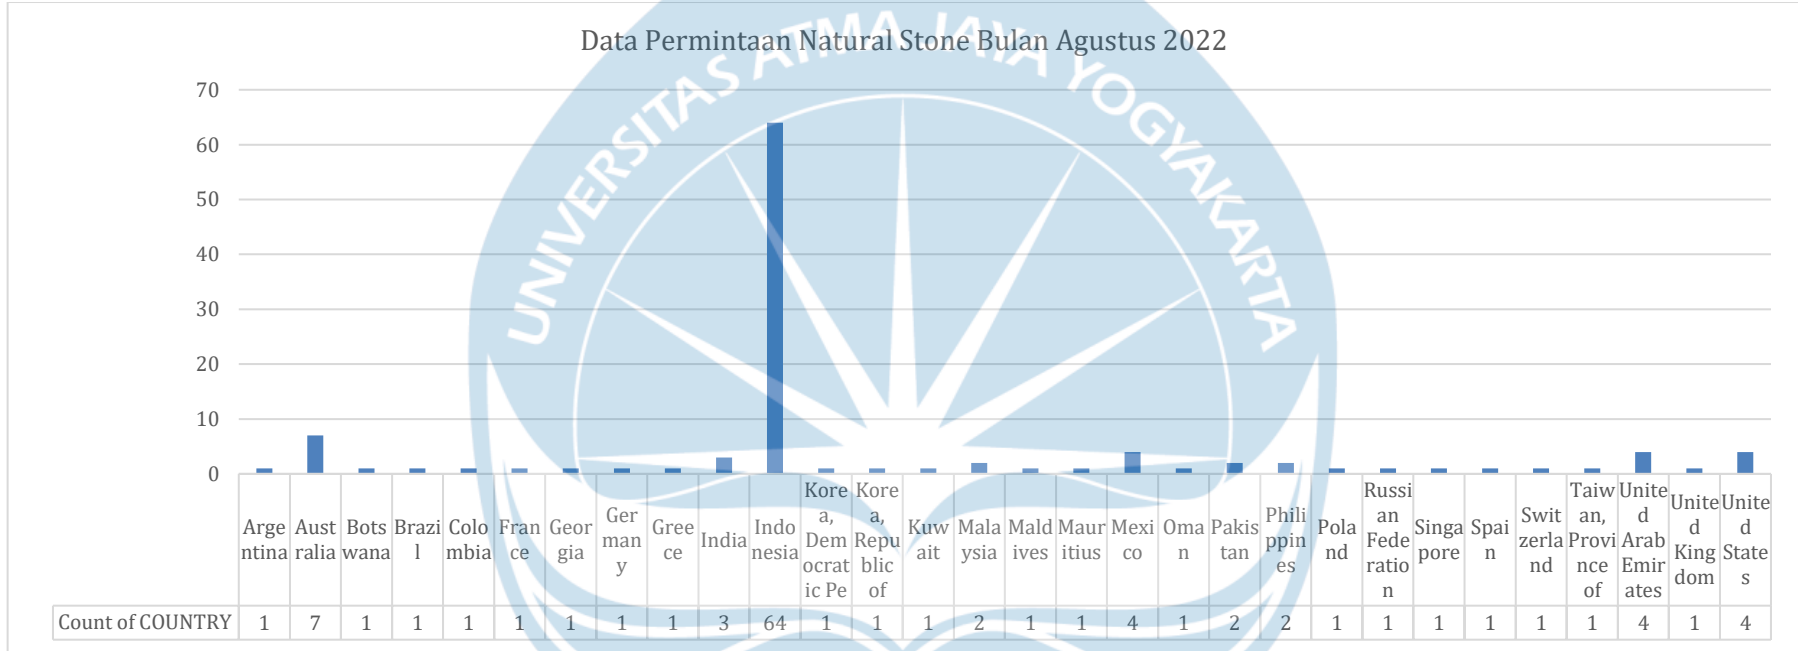 UNIVERSITAS ATMA JAYA YOGYAKARTA
Data Permintaan Natural Stone Bulan Agustus 2022
70
60
50
40
30
20
10
0
Arge
ntina
Aust
ralia
Bots
wana
Brazi
l
Colo
mbia
Fran
ce
Geor
gia
Ger
man
y
Gree
ce
India
Indo
nesia
Kore
a,
Dem
ocrat
ic Pe
Kore
a,
Repu
blic
of
Kuw
ait
Mala
ysia
Mald
ives
Maur
itius
Mexi
co
Oma
n
Pakis
tan
Phili
ppin
es
Pola
nd
Russi
an
Fede
ratio
n
Singa
pore
Spai
n
Swit
zerla
nd
Taiw
an,
Provi
nce
of
Unite
d
Arab
Emir
ates
Unite
d
King
dom
Unite
d
State
s
Count of COUNTRY 1 7 1 1 1 1 1 1 1 3 64 1 1 1 2 1 1 4 1 2 2 1 1 1 1 1 1 4 1 4